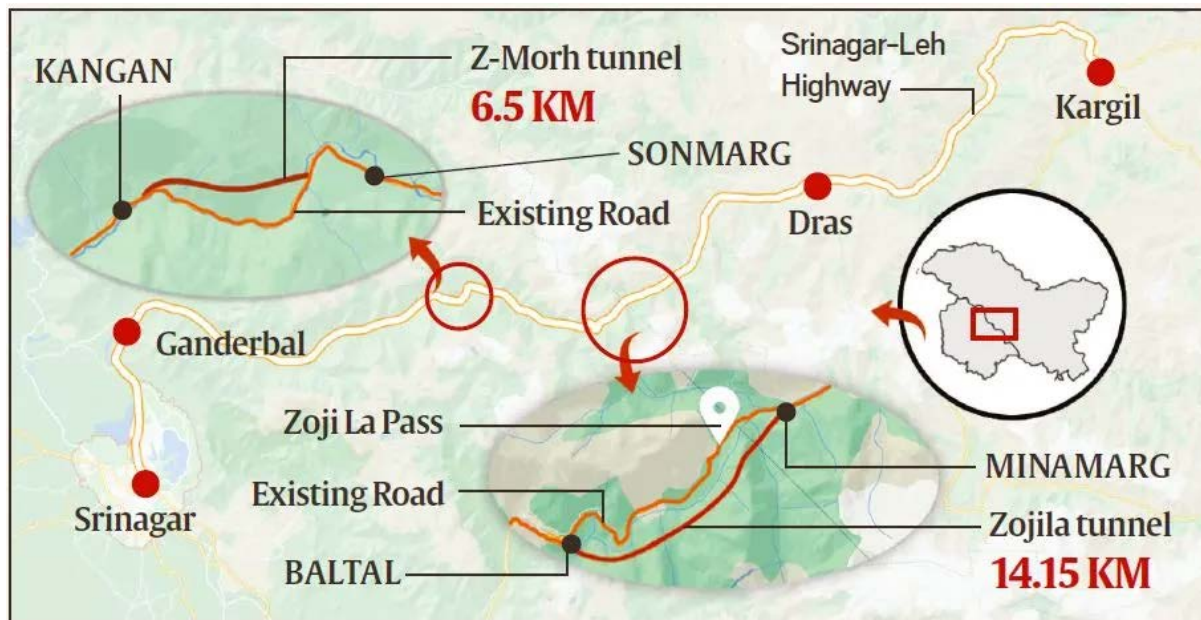 KANGAN
Z-Morh tunnel
6.5 KM
SONMARG
Existing Road
Srinagar-Leh
Highway
Kargil
Dras
Ganderbal
Srinagar
Zoji La Pass
Existing Road
BALTAL
MINAMARG
Zojila tunnel
14.15 KM